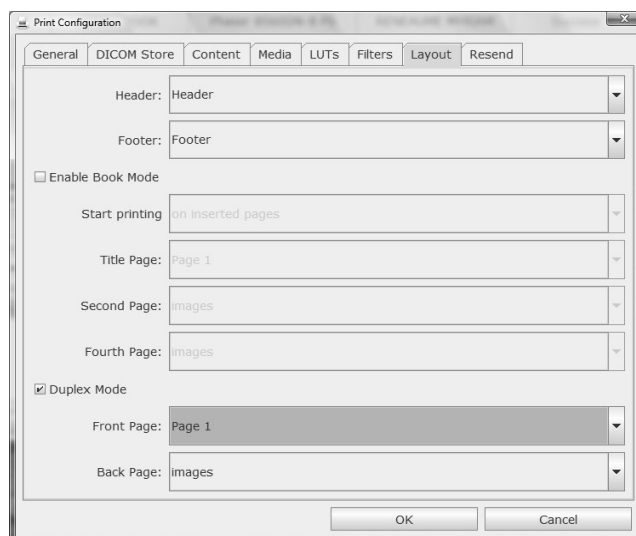 Print Configuration
General DICOM Store Content Media LUTs Filters Layout Resend
Header: Header
Footer: Footer
Enable Book Mode
Start printing on inserted pages
Title Page: Page 1
Second Page: images
Fourth Page: images
Duplex Mode
Front Page: Page 1
Back Page: images
OK Cancel